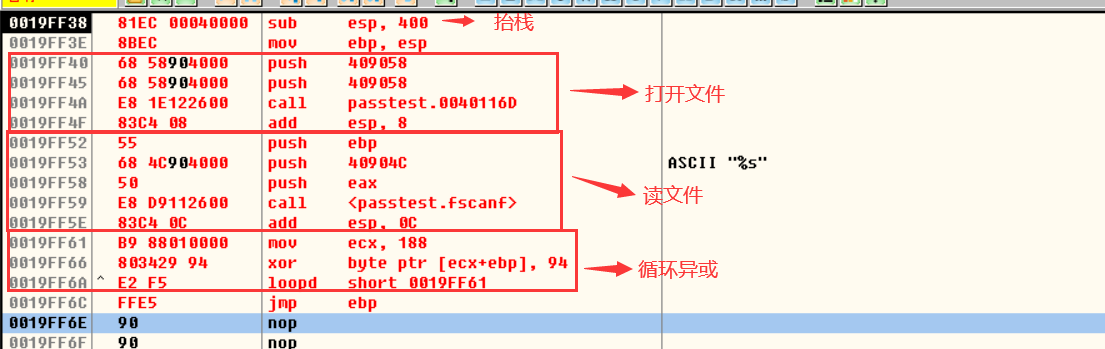 0019FF38 81EC 00040000 sub esp, 400 抬栈
0019FF3E 8BEC mov ebp, esp
0019FF40 68 58904000 push 409058
0019FF45 68 58904000 push 409058
0019FF4A E8 1E122600 call passtest.0040116D 打开文件
0019FF4F 83C4 08 add esp, 8
0019FF52 55 push ebp
0019FF53 68 4C904000 push 40904C ASCII "%s"
0019FF58 50 push eax 读文件
0019FF59 E8 D9112600 call <passtest.fscanf>
0019FF5E 83C4 0C add esp, 0C
0019FF61 B9 88010000 mov ecx, 188
0019FF66 803429 94 xor byte ptr [ecx+ebp], 94 循环异或
0019FF6A ^ E2 F5 loopd short 0019FF61
0019FF6C FFE5 jmp ebp
0019FF6E 90 nop
0019FF6F 90 nop